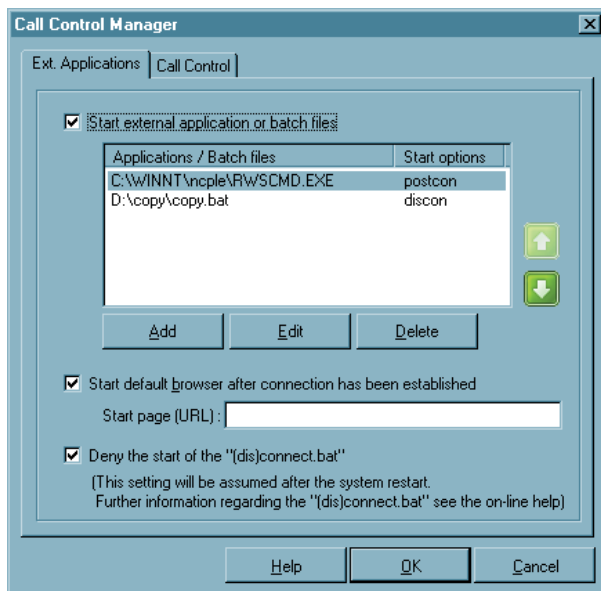 Call Control Manager
Ext. Applications
Call Control
Start external application or batch files
Applications / Batch files
Start options
C:\WINNT\ncple\RWSCMD.EXE
postcon
D:\copy\copy.bat
discon
Add
Edit
Delete
Start default browser after connection has been established
Start page (URL) :
Deny the start of the "(dis)connect.bat"
(This setting will be assumed after the system restart.
Further information regarding the "(dis)connect.bat" see the on-line help)
Help
OK
Cancel